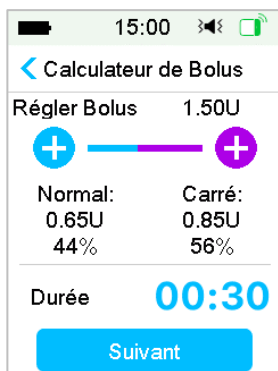 15:00
Calculateur de Bolus
Régler Bolus 1.50U
Normal: Carré:
0.65U 0.85U
44% 56%
Durée 00:30
Suivant